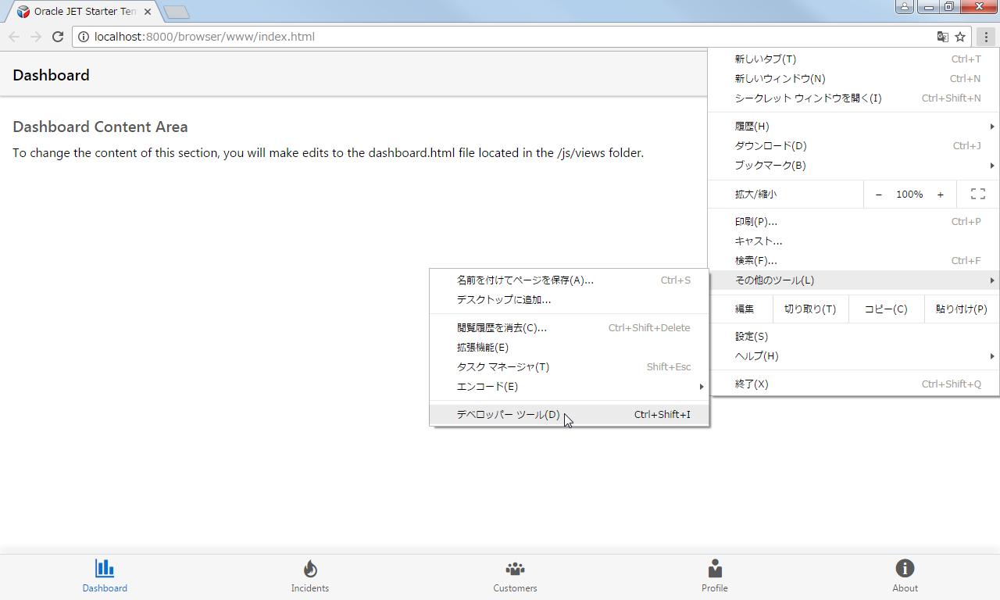 Oracle JET Starter Ten
localhost:8000/browser/www/index.html
Dashboard
Dashboard Content Area
To change the content of this section, you will make edits to the dashboard.html file located in the /js/views folder.
新しいタブ(T) Ctrl+T
新しいウィンドウ(N) Ctrl+N
シークレット ウィンドウを開く(I) Ctrl+Shift+N
履歴(H)
ダウンロード(D) Ctrl+J
ブックマーク(B)
拡大/縮小 − 100% +
印刷(P)... Ctrl+P
キャスト...
検索(F)... Ctrl+F
その他のツール(L)
編集 切り取り(T) コピー(C) 貼り付け(P)
設定(S)
ヘルプ(H)
終了(X) Ctrl+Shift+Q
名前を付けてページを保存(A)... Ctrl+S
デスクトップに追加...
閲覧履歴を消去(C)... Ctrl+Shift+Delete
拡張機能(E)
タスク マネージャ(T) Shift+Esc
エンコード(E)
デベロッパー ツール(D) Ctrl+Shift+I
Dashboard Incidents Customers Profile About